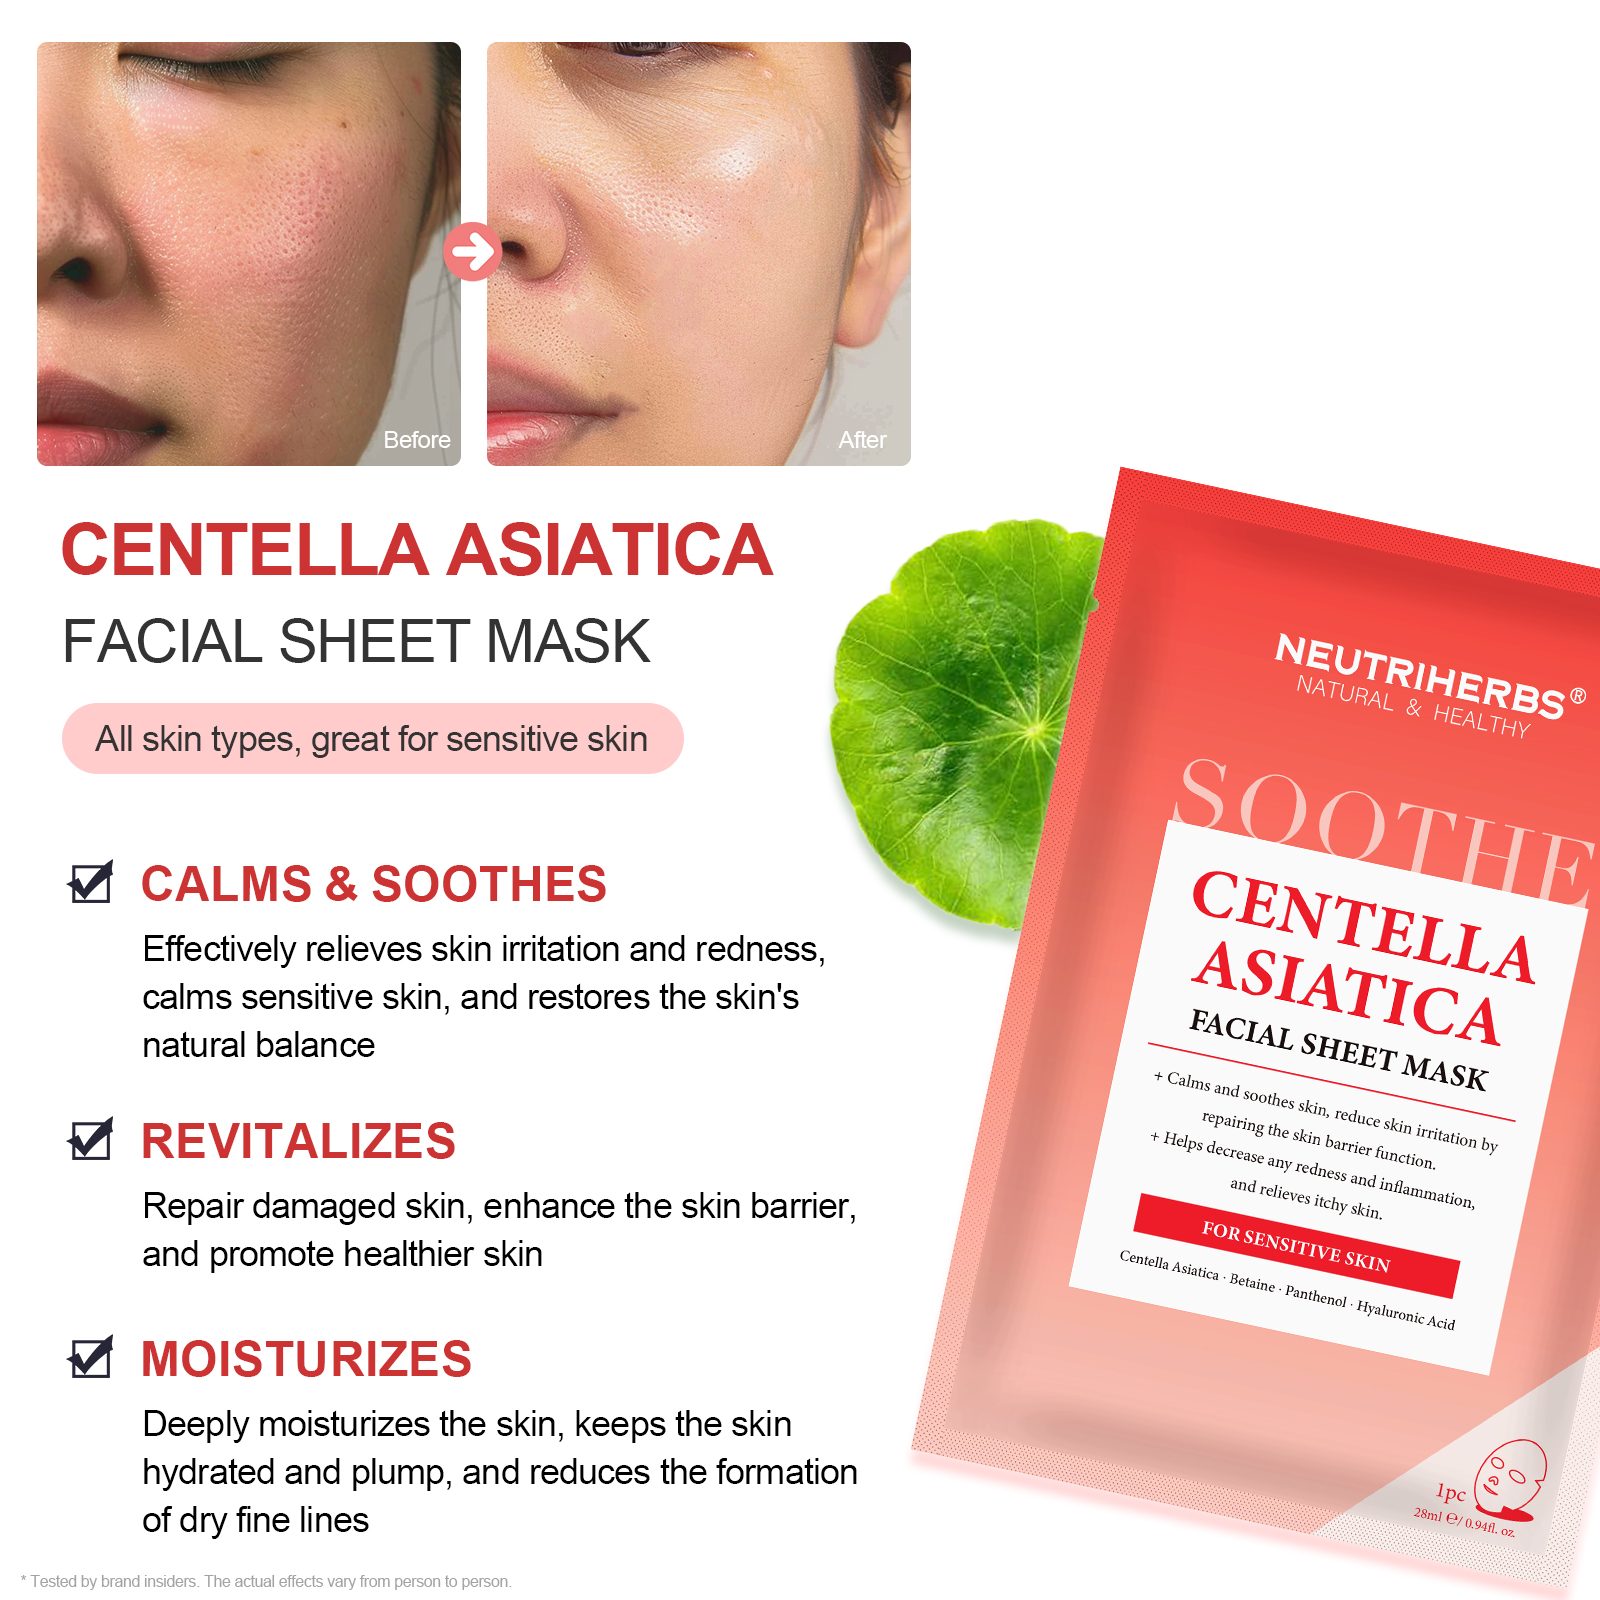 Before
After
CENTELLA ASIATICA
FACIAL SHEET MASK
All skin types, great for sensitive skin
CALMS & SOOTHES
Effectively relieves skin irritation and redness,
calms sensitive skin, and restores the skin's
natural balance
REVITALIZES
Repair damaged skin, enhance the skin barrier,
and promote healthier skin
MOISTURIZES
Deeply moisturizes the skin, keeps the skin
hydrated and plump, and reduces the formation
of dry fine lines
* Tested by brand insiders. The actual effects vary from person to person.
NEUTRIHERBS®
NATURAL & HEALTHY
SOOTHE
CENTELLA
ASIATICA
FACIAL SHEET MASK
+ Calms and soothes skin, reduce skin irritation by
repairing the skin barrier function.
+ Helps decrease any redness and inflammation,
and relieves itchy skin.
FOR SENSITIVE SKIN
Centella Asiatica · Betaine · Panthenol · Hyaluronic Acid
1pc
28ml ℮/ 0.94fl. oz.